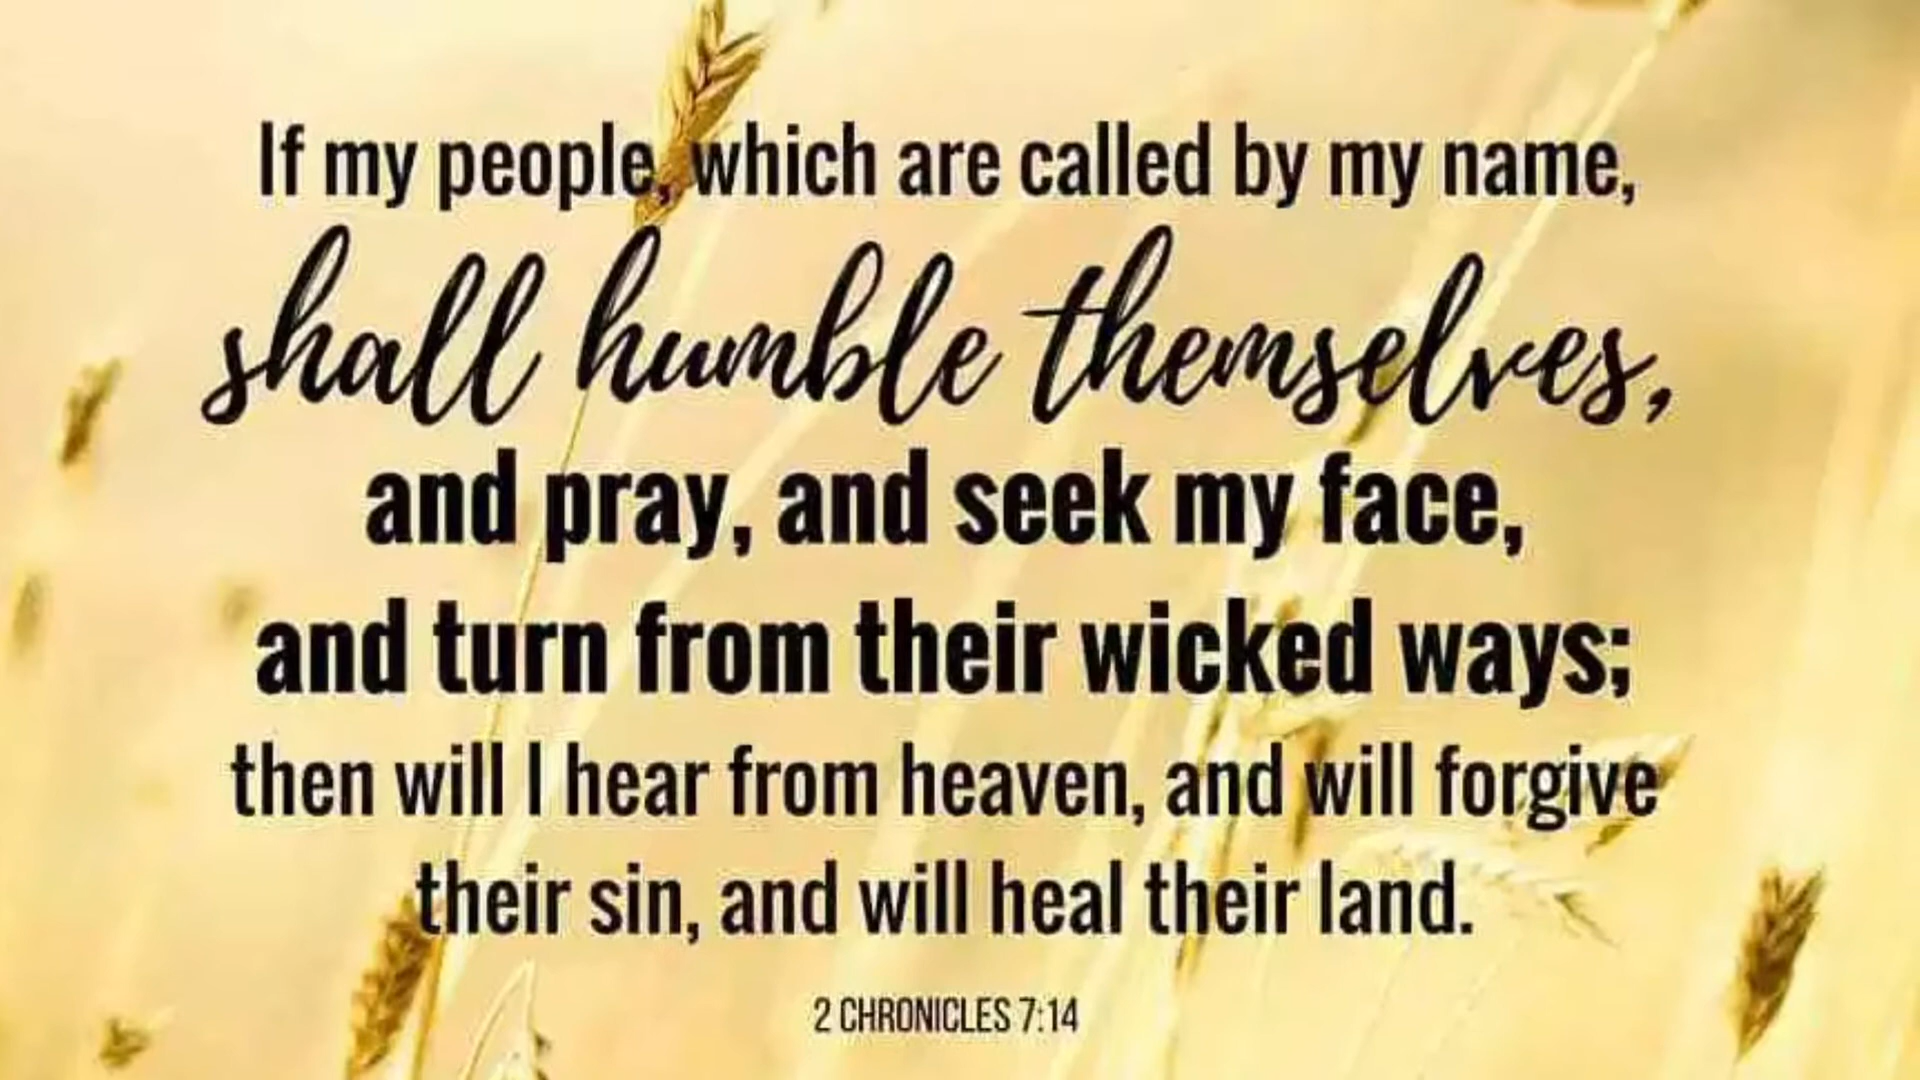 If my people, which are called by my name,
shall humble themselves,
and pray, and seek my face,
and turn from their wicked ways;
then will I hear from heaven, and will forgive
their sin, and will heal their land.
2 CHRONICLES 7:14